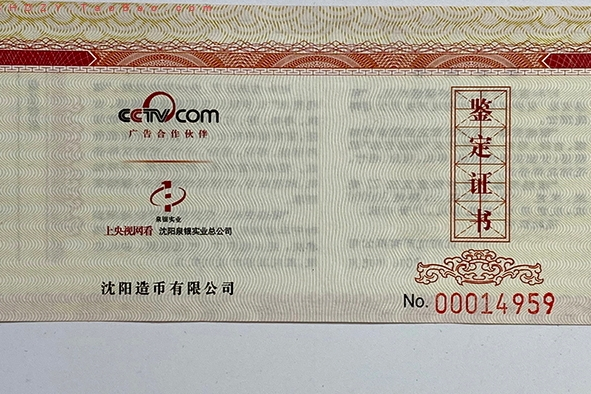 CCTV.COM
广告合作伙伴
泉银实业
上央视网看 沈阳泉银实业总公司
沈阳造币有限公司
鉴定证书
No. 00014959